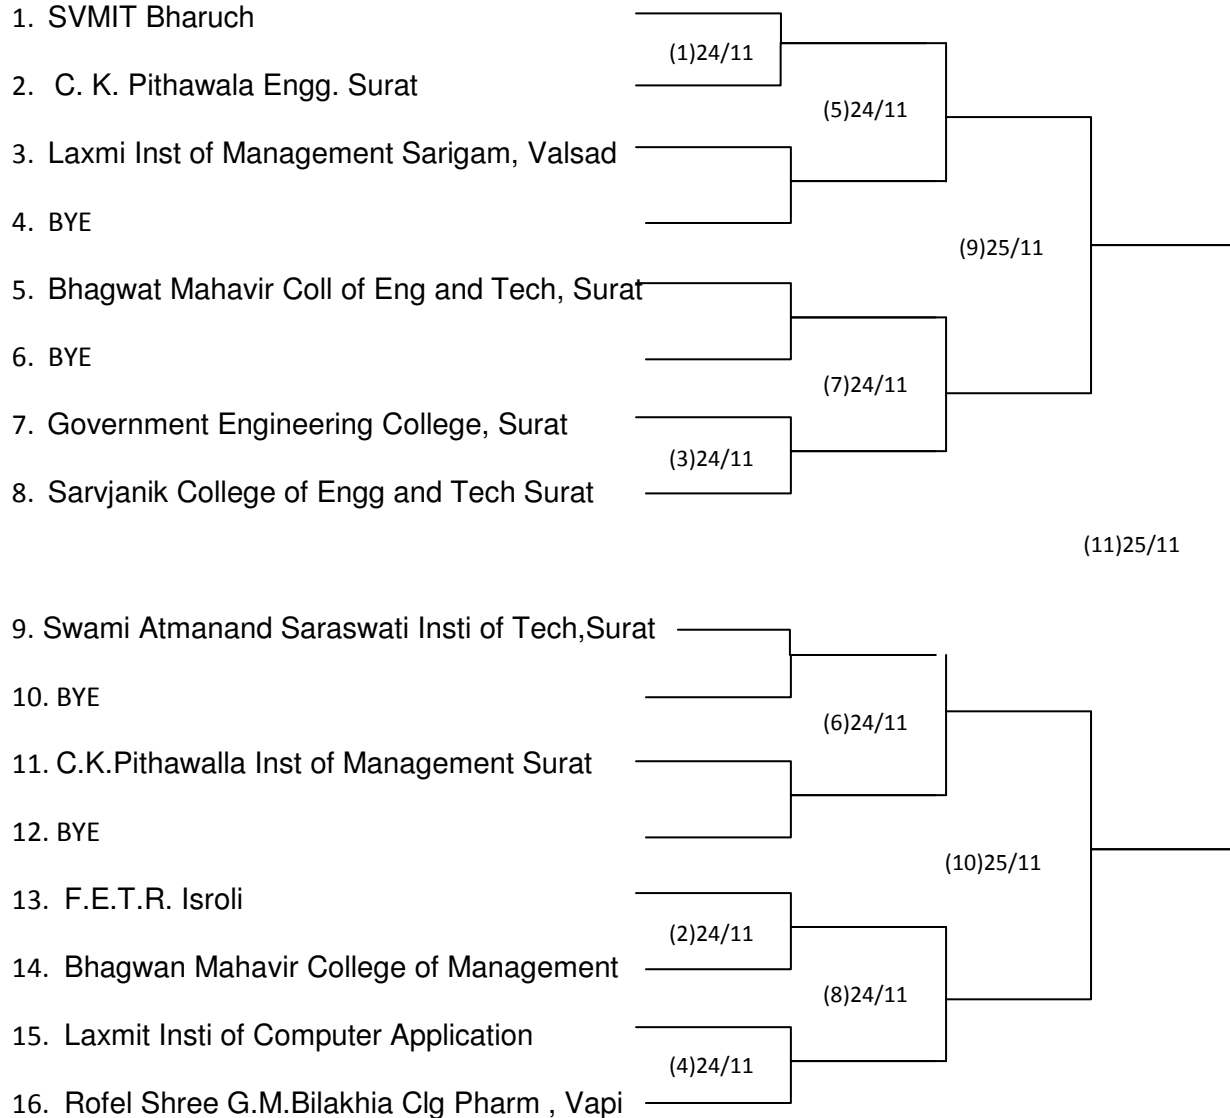 1. SVMIT Bharuch
(1)24/11
2. C. K. Pithawala Engg. Surat
(5)24/11
3. Laxmi Inst of Management Sarigam, Valsad
4. BYE
(9)25/11
5. Bhagwat Mahavir Coll of Eng and Tech, Surat
6. BYE
(7)24/11
7. Government Engineering College, Surat
(3)24/11
8. Sarvjanik College of Engg and Tech Surat
(11)25/11
9. Swami Atmanand Saraswati Insti of Tech,Surat
10. BYE
(6)24/11
11. C.K.Pithawalla Inst of Management Surat
12. BYE
(10)25/11
13. F.E.T.R. Isroli
(2)24/11
14. Bhagwan Mahavir College of Management
(8)24/11
15. Laxmit Insti of Computer Application
(4)24/11
16. Rofel Shree G.M.Bilakhia Clg Pharm , Vapi